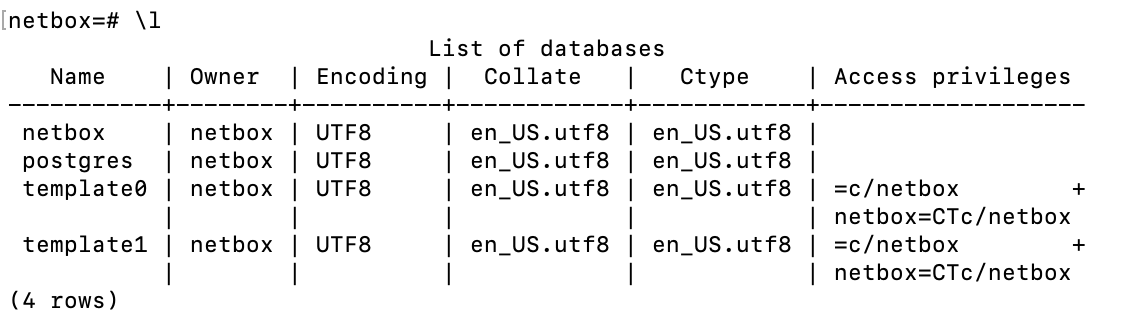 [netbox=# \l
                              List of databases
   Name    | Owner  | Encoding |  Collate   |   Ctype    | Access privileges
-----------+--------+----------+------------+------------+-------------------
 netbox    | netbox | UTF8     | en_US.utf8 | en_US.utf8 |
 postgres  | netbox | UTF8     | en_US.utf8 | en_US.utf8 |
 template0 | netbox | UTF8     | en_US.utf8 | en_US.utf8 | =c/netbox        +
           |        |          |            |            | netbox=CTc/netbox
 template1 | netbox | UTF8     | en_US.utf8 | en_US.utf8 | =c/netbox        +
           |        |          |            |            | netbox=CTc/netbox
(4 rows)